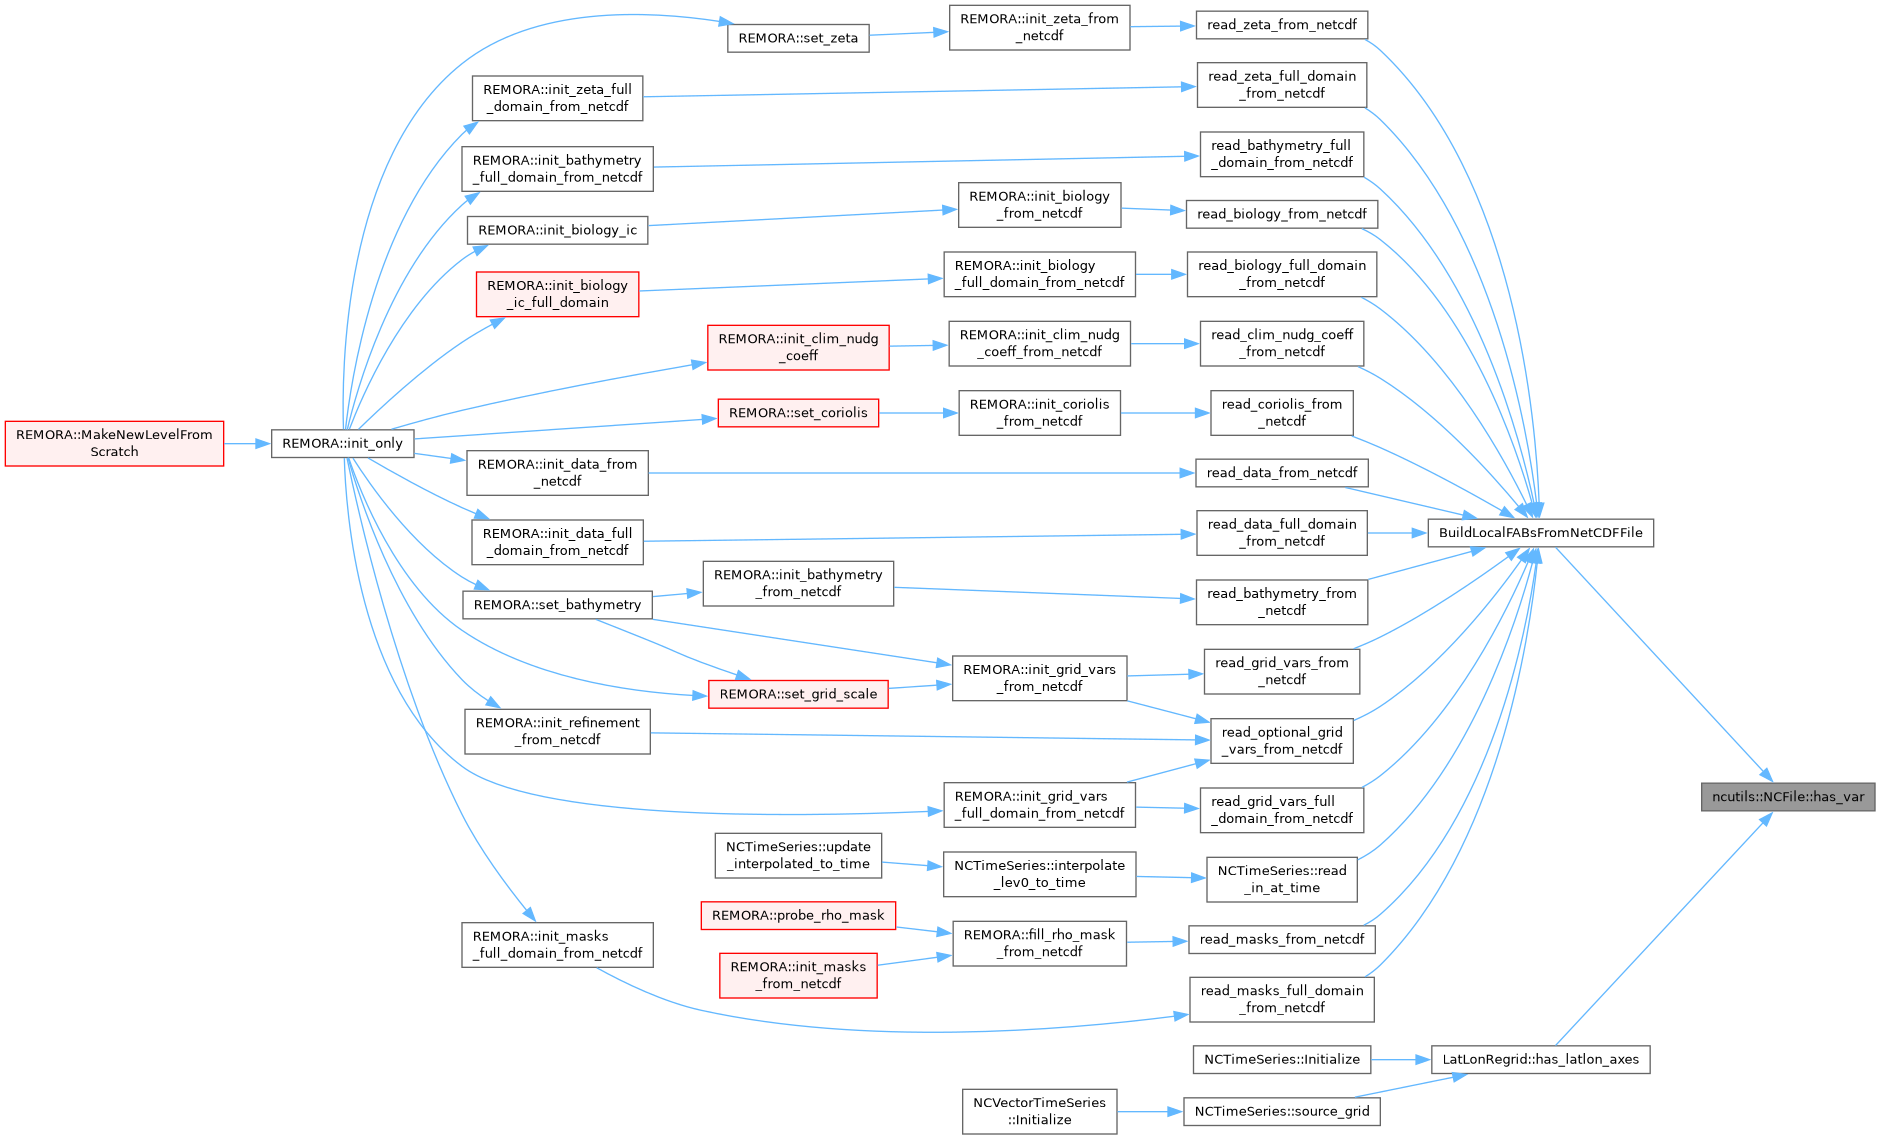 REMORA::MakeNewLevelFrom
Scratch
REMORA::init_only
REMORA::set_zeta
REMORA::init_zeta_full
_domain_from_netcdf
REMORA::init_bathymetry
_full_domain_from_netcdf
REMORA::init_biology_ic
REMORA::init_biology
_ic_full_domain
REMORA::init_clim_nudg
_coeff
REMORA::set_coriolis
REMORA::init_data_from
_netcdf
REMORA::init_data_full
_domain_from_netcdf
REMORA::set_bathymetry
REMORA::init_bathymetry
_from_netcdf
REMORA::set_grid_scale
REMORA::init_refinement
_from_netcdf
REMORA::init_masks
_full_domain_from_netcdf
NCTimeSeries::update
_interpolated_to_time
REMORA::probe_rho_mask
REMORA::init_masks
_from_netcdf
REMORA::init_zeta_from
_netcdf
REMORA::init_biology
_from_netcdf
REMORA::init_biology
_full_domain_from_netcdf
REMORA::init_clim_nudg
_coeff_from_netcdf
REMORA::init_coriolis
_from_netcdf
REMORA::init_grid_vars
_from_netcdf
REMORA::init_grid_vars
_full_domain_from_netcdf
NCTimeSeries::interpolate
_lev0_to_time
REMORA::fill_rho_mask
_from_netcdf
NCVectorTimeSeries
::Initialize
read_zeta_from_netcdf
read_zeta_full_domain
_from_netcdf
read_bathymetry_full
_domain_from_netcdf
read_biology_from_netcdf
read_biology_full_domain
_from_netcdf
read_clim_nudg_coeff
_from_netcdf
read_coriolis_from
_netcdf
read_data_from_netcdf
read_data_full_domain
_from_netcdf
read_bathymetry_from
_netcdf
read_grid_vars_from
_netcdf
read_optional_grid
_vars_from_netcdf
read_grid_vars_full
_domain_from_netcdf
NCTimeSeries::read
_in_at_time
read_masks_from_netcdf
read_masks_full_domain
_from_netcdf
NCTimeSeries::Initialize
NCTimeSeries::source_grid
BuildLocalFABsFromNetCDFFile
LatLonRegrid::has_latlon_axes
ncutils::NCFile::has_var